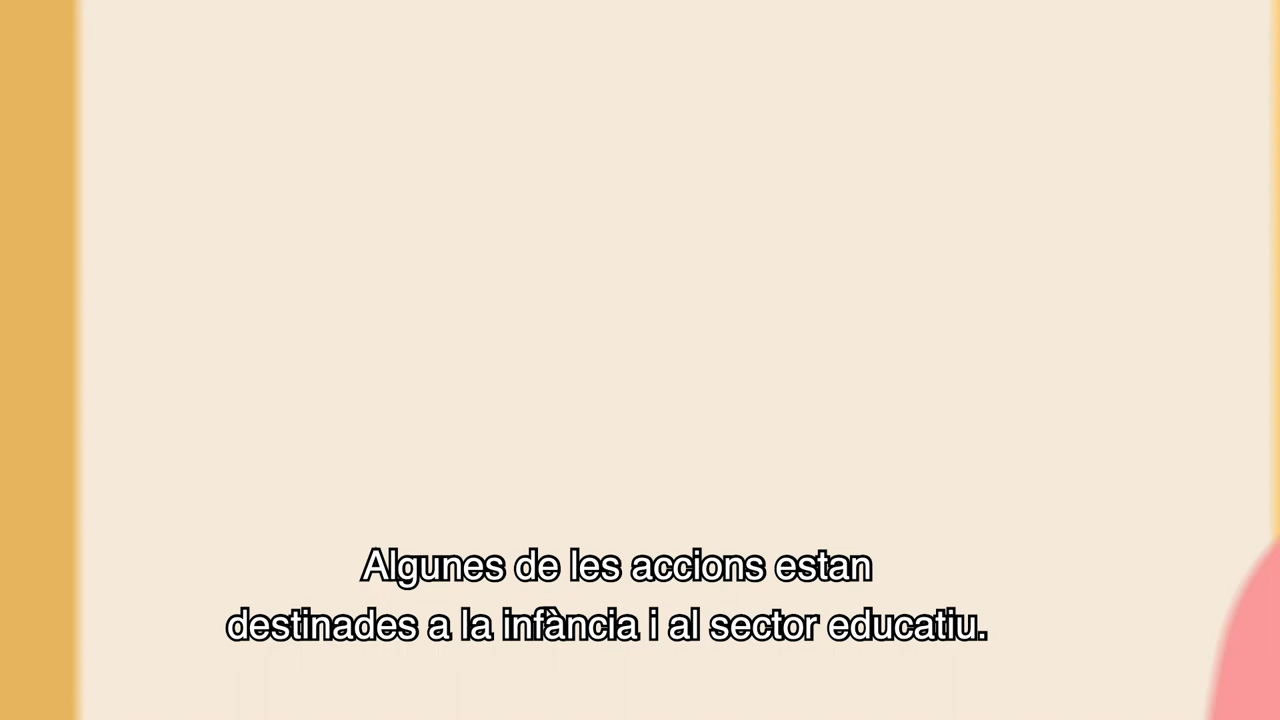 Algunes de les accions estan
destinades a la infància i al sector educatiu.